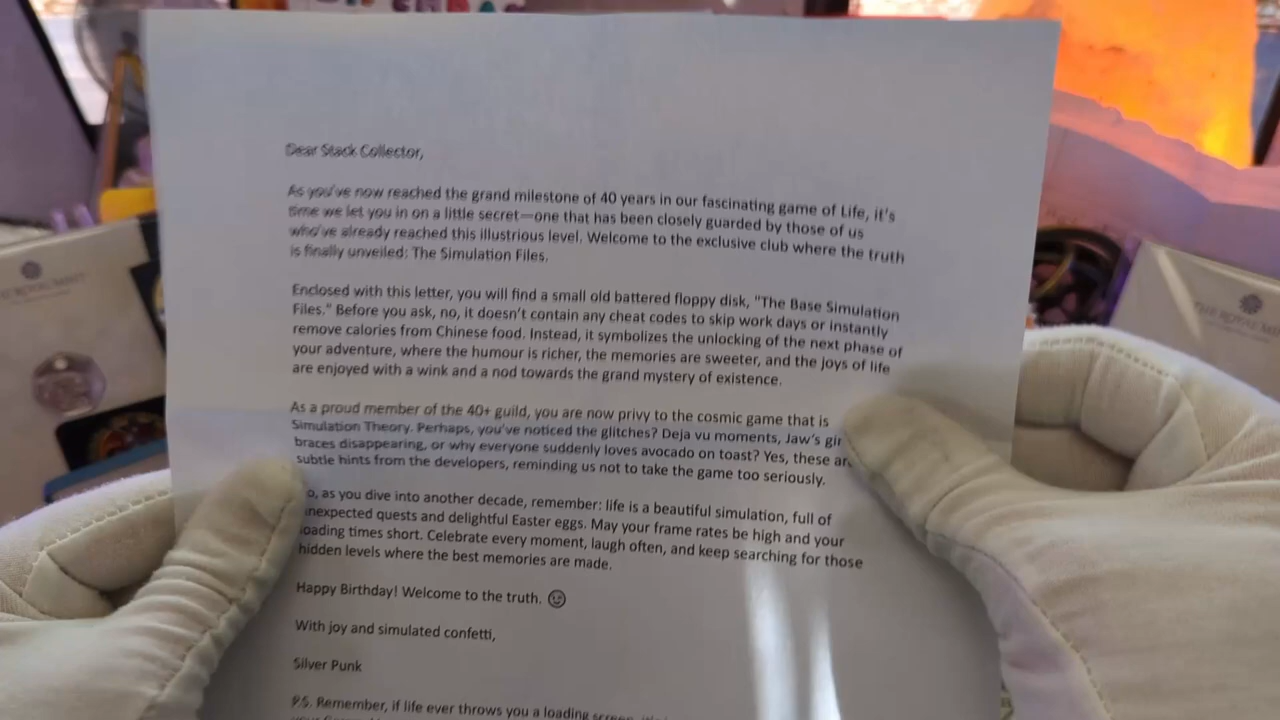 Dear Stack Collector,
As you've now reached the grand milestone of 40 years in our fascinating game of Life, it's
time we let you in on a little secret—one that has been closely guarded by those of us
who've already reached this illustrious level. Welcome to the exclusive club where the truth
is finally unveiled: The Simulation Files.
Enclosed with this letter, you will find a small old battered floppy disk, "The Base Simulation
Files." Before you ask, no, it doesn't contain any cheat codes to skip work days or instantly
remove calories from Chinese food. Instead, it symbolizes the unlocking of the next phase of
your adventure, where the humour is richer, the memories are sweeter, and the joys of life
are enjoyed with a wink and a nod towards the grand mystery of existence.
As a proud member of the 40+ guild, you are now privy to the cosmic game that is
Simulation Theory. Perhaps, you've noticed the glitches? Deja vu moments, Jaw's
braces disappearing, or why everyone suddenly loves avocado on toast? Yes, these
subtle hints from the developers, reminding us not to take the game too seriously.
as you dive into another decade, remember: life is a beautiful simulation, full of
quests and delightful Easter eggs. May your frame rates be high and your
times short. Celebrate every moment, laugh often, and keep searching for those
hidden levels where the best memories are made.
Happy Birthday! Welcome to the truth. 😉
With joy and simulated confetti,
Silver Punk
P.S. Remember, if life ever throws you a loading screen,